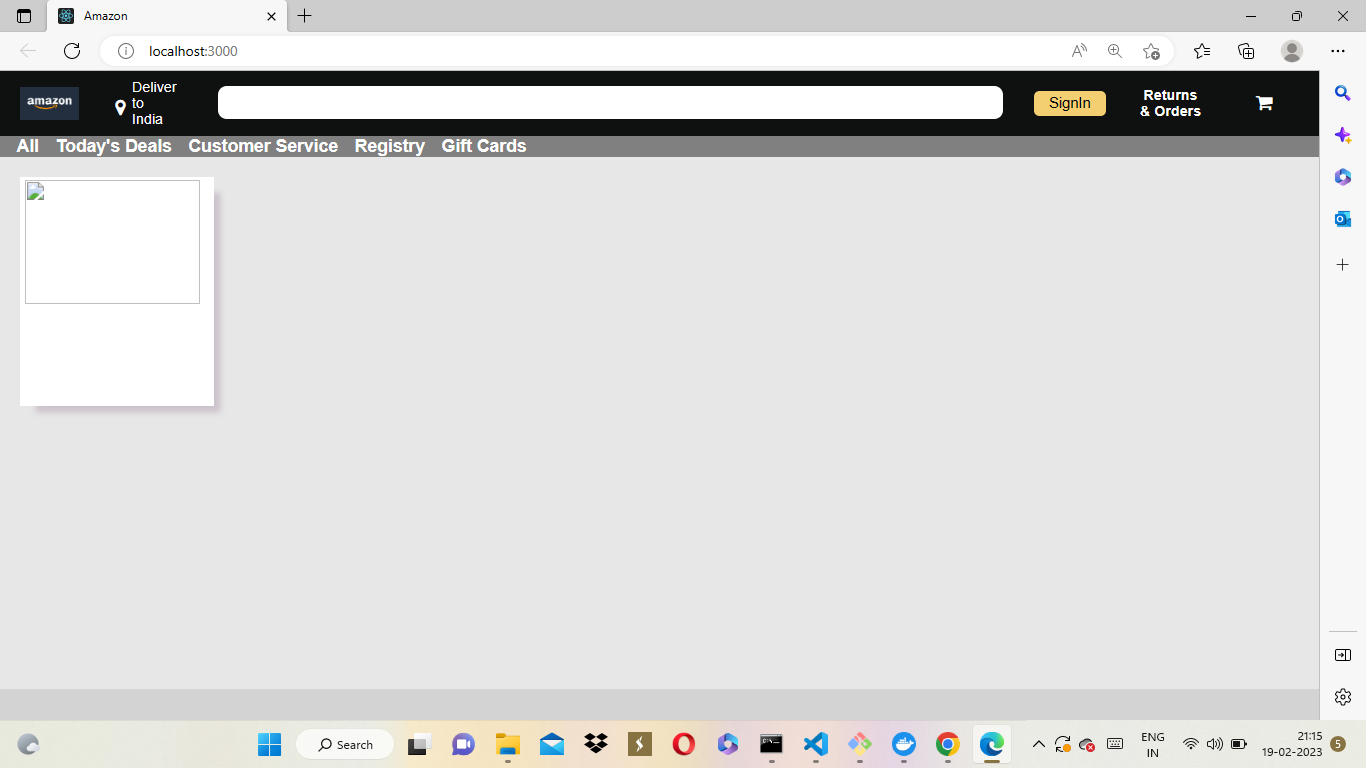 Amazon
localhost:3000
amazon
Deliver
to
India
SignIn
Returns
& Orders
All Today's Deals Customer Service Registry Gift Cards
Search
ENG
IN
21:15
19-02-2023
5